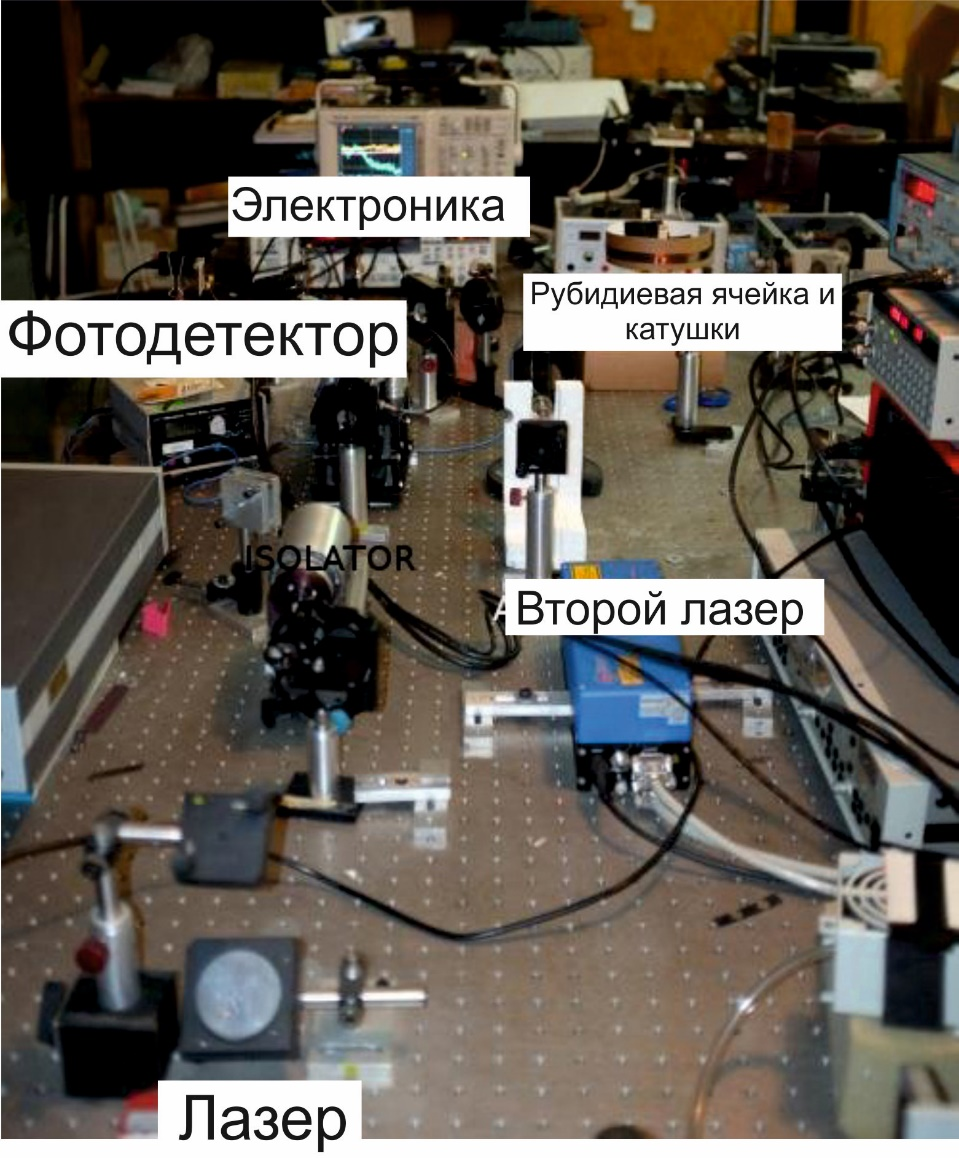 Электроника
Рубидиевая ячейка и
катушки
Фотодетектор
ISOLATOR
Второй лазер
Лазер